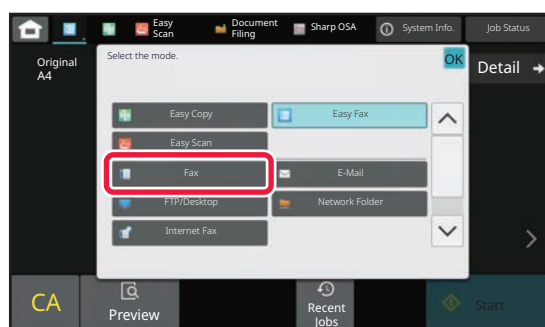 Easy Scan
Document Filing
Sharp OSA
System Info.
Job Status
Original
A4
Select the mode.
OK
Detail
Easy Copy
Easy Fax
Easy Scan
Fax
E-Mail
FTP/Desktop
Network Folder
Internet Fax
CA
Preview
Recent
Jobs
Start